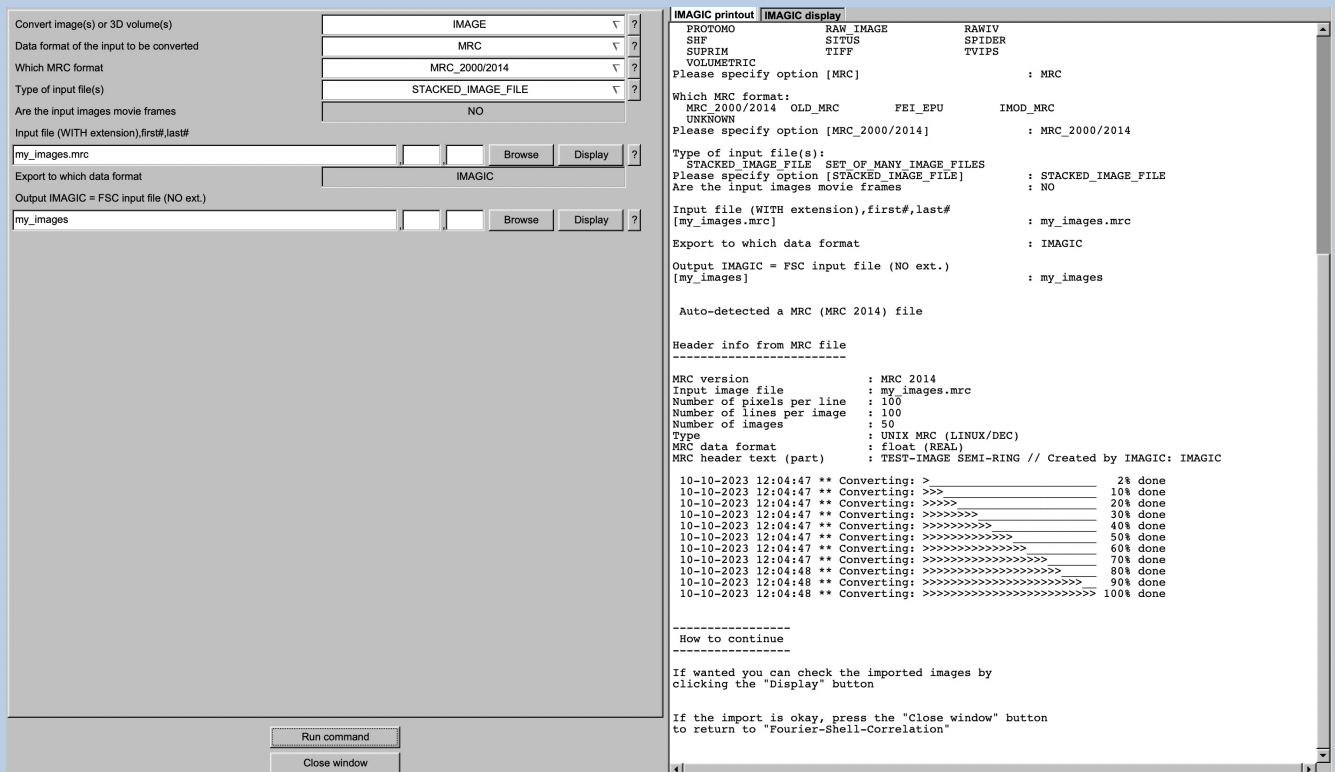 Convert image(s) or 3D volume(s) IMAGE ?
Data format of the input to be converted MRC ?
Which MRC format MRC_2000/2014 ?
Type of input file(s) STACKED_IMAGE_FILE ?
Are the input images movie frames NO
Input file (WITH extension),first#,last#
my_images.mrc , , Browse Display ?
Export to which data format IMAGIC
Output IMAGIC = FSC input file (NO ext.)
my_images , , Browse Display ?
Run command
Close window
IMAGIC printout IMAGIC display
PROTOMO RAW_IMAGE RAWIV
SHF SITUS SPIDER
SUPRIM TIFF TVIPS
VOLUMETRIC
Please specify option [MRC] : MRC
Which MRC format:
MRC_2000/2014 OLD_MRC FEI_EPU IMOD_MRC
UNKNOWN
Please specify option [MRC_2000/2014] : MRC_2000/2014
Type of input file(s):
STACKED_IMAGE_FILE SET_OF_MANY_IMAGE_FILES
Please specify option [STACKED_IMAGE_FILE] : STACKED_IMAGE_FILE
Are the input images movie frames : NO
Input file (WITH extension),first#,last#
[my_images.mrc] : my_images.mrc
Export to which data format : IMAGIC
Output IMAGIC = FSC input file (NO ext.)
[my_images] : my_images
Auto-detected a MRC (MRC 2014) file
Header info from MRC file
-------------------------
MRC version : MRC 2014
Input image file : my_images.mrc
Number of pixels per line : 100
Number of lines per image : 100
Number of images : 50
Type : UNIX MRC (LINUX/DEC)
MRC data format : float (REAL)
MRC header text (part) : TEST-IMAGE SEMI-RING // Created by IMAGIC: IMAGIC
10-10-2023 12:04:47 ** Converting: >________________________ 2% done
10-10-2023 12:04:47 ** Converting: >>>______________________ 10% done
10-10-2023 12:04:47 ** Converting: >>>>>____________________ 20% done
10-10-2023 12:04:47 ** Converting: >>>>>>>>_________________ 30% done
10-10-2023 12:04:47 ** Converting: >>>>>>>>>>_______________ 40% done
10-10-2023 12:04:47 ** Converting: >>>>>>>>>>>>>____________ 50% done
10-10-2023 12:04:47 ** Converting: >>>>>>>>>>>>>>>__________ 60% done
10-10-2023 12:04:47 ** Converting: >>>>>>>>>>>>>>>>>>_______ 70% done
10-10-2023 12:04:48 ** Converting: >>>>>>>>>>>>>>>>>>>>_____ 80% done
10-10-2023 12:04:48 ** Converting: >>>>>>>>>>>>>>>>>>>>>>>__ 90% done
10-10-2023 12:04:48 ** Converting: >>>>>>>>>>>>>>>>>>>>>>>>> 100% done
-----------------
How to continue
-----------------
If wanted you can check the imported images by
clicking the "Display" button
If the import is okay, press the "Close window" button
to return to "Fourier-Shell-Correlation"